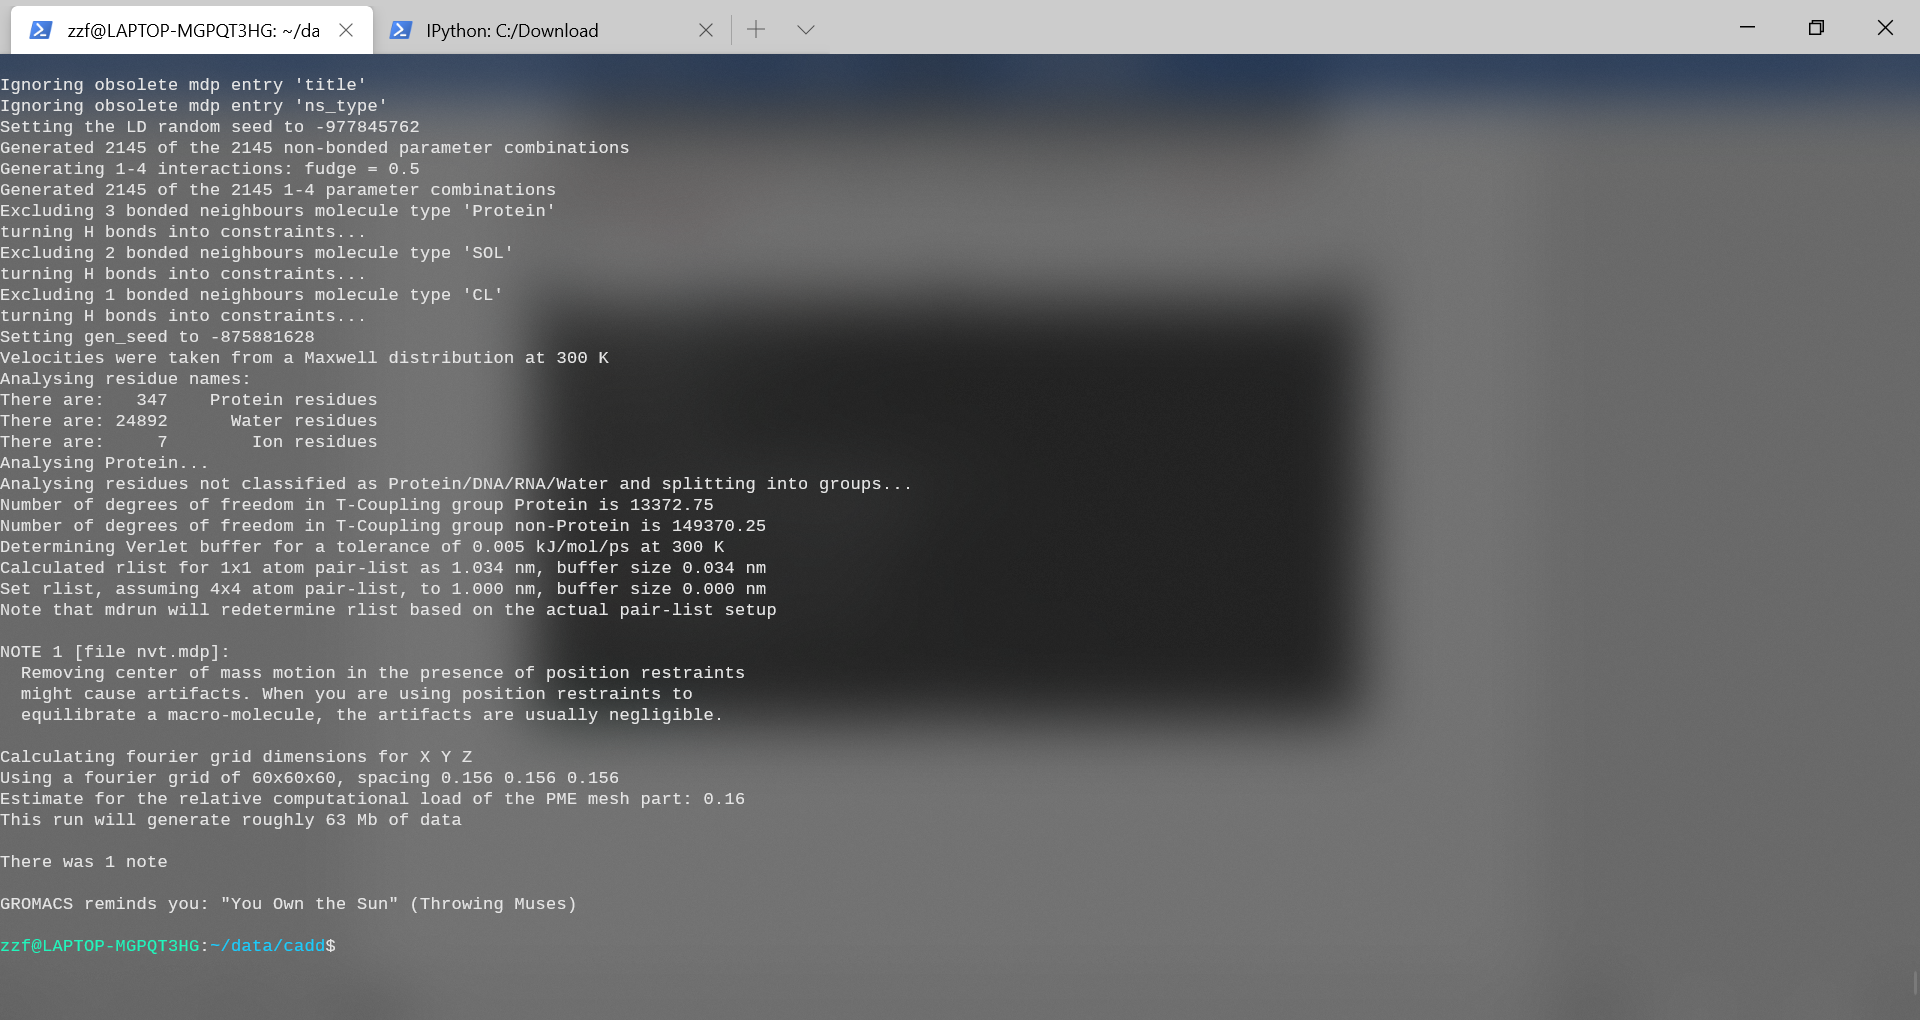 zzf@LAPTOP-MGPQT3HG: ~/da
IPython: C:/Download
Ignoring obsolete mdp entry 'title'
Ignoring obsolete mdp entry 'ns_type'
Setting the LD random seed to -977845762
Generated 2145 of the 2145 non-bonded parameter combinations
Generating 1-4 interactions: fudge = 0.5
Generated 2145 of the 2145 1-4 parameter combinations
Excluding 3 bonded neighbours molecule type 'Protein'
turning H bonds into constraints...
Excluding 2 bonded neighbours molecule type 'SOL'
turning H bonds into constraints...
Excluding 1 bonded neighbours molecule type 'CL'
turning H bonds into constraints...
Setting gen_seed to -875881628
Velocities were taken from a Maxwell distribution at 300 K
Analysing residue names:
There are:   347    Protein residues
There are: 24892      Water residues
There are:     7        Ion residues
Analysing Protein...
Analysing residues not classified as Protein/DNA/RNA/Water and splitting into groups...
Number of degrees of freedom in T-Coupling group Protein is 13372.75
Number of degrees of freedom in T-Coupling group non-Protein is 149370.25
Determining Verlet buffer for a tolerance of 0.005 kJ/mol/ps at 300 K
Calculated rlist for 1x1 atom pair-list as 1.034 nm, buffer size 0.034 nm
Set rlist, assuming 4x4 atom pair-list, to 1.000 nm, buffer size 0.000 nm
Note that mdrun will redetermine rlist based on the actual pair-list setup
NOTE 1 [file nvt.mdp]:
  Removing center of mass motion in the presence of position restraints
  might cause artifacts. When you are using position restraints to
  equilibrate a macro-molecule, the artifacts are usually negligible.
Calculating fourier grid dimensions for X Y Z
Using a fourier grid of 60x60x60, spacing 0.156 0.156 0.156
Estimate for the relative computational load of the PME mesh part: 0.16
This run will generate roughly 63 Mb of data
There was 1 note
GROMACS reminds you: "You Own the Sun" (Throwing Muses)
zzf@LAPTOP-MGPQT3HG:~/data/cadd$